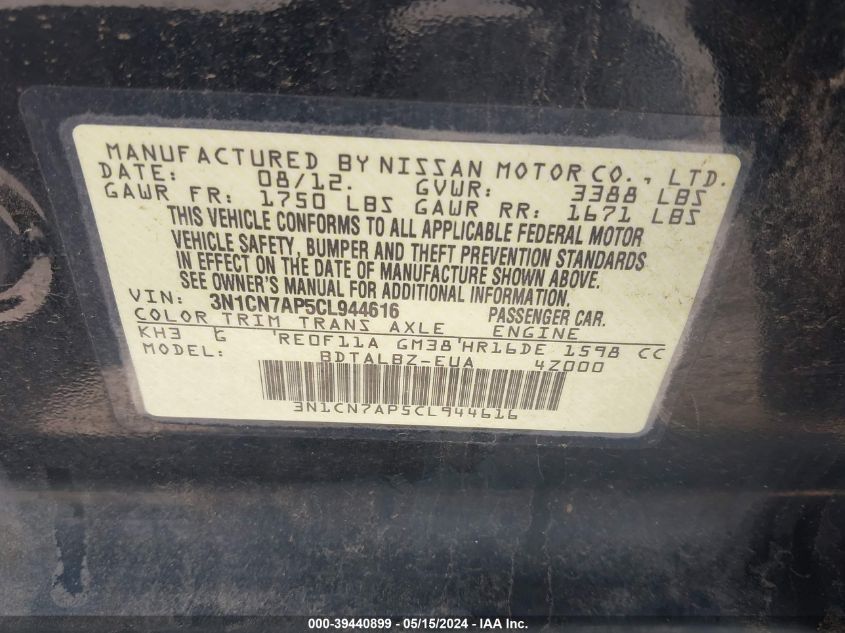 MANUFACTURED BY NISSAN MOTOR CO., LTD.
DATE: 08/12. GVWR: 3388 LBS
GAWR FR: 1750 LBS GAWR RR: 1671 LBS
THIS VEHICLE CONFORMS TO ALL APPLICABLE FEDERAL MOTOR
VEHICLE SAFETY, BUMPER AND THEFT PREVENTION STANDARDS
IN EFFECT ON THE DATE OF MANUFACTURE SHOWN ABOVE.
SEE OWNER'S MANUAL FOR ADDITIONAL INFORMATION.
VIN: 3N1CN7AP5CL944616 PASSENGER CAR.
COLOR TRIM TRANS AXLE ENGINE
KH3 G 'RE0F11A GM38'HR16DE 1598 CC
MODEL: BDTALBZ-EUA 4Z000
3N1CN7AP5CL944616
000-39440899 / 05/15/2024 - IAA Inc.